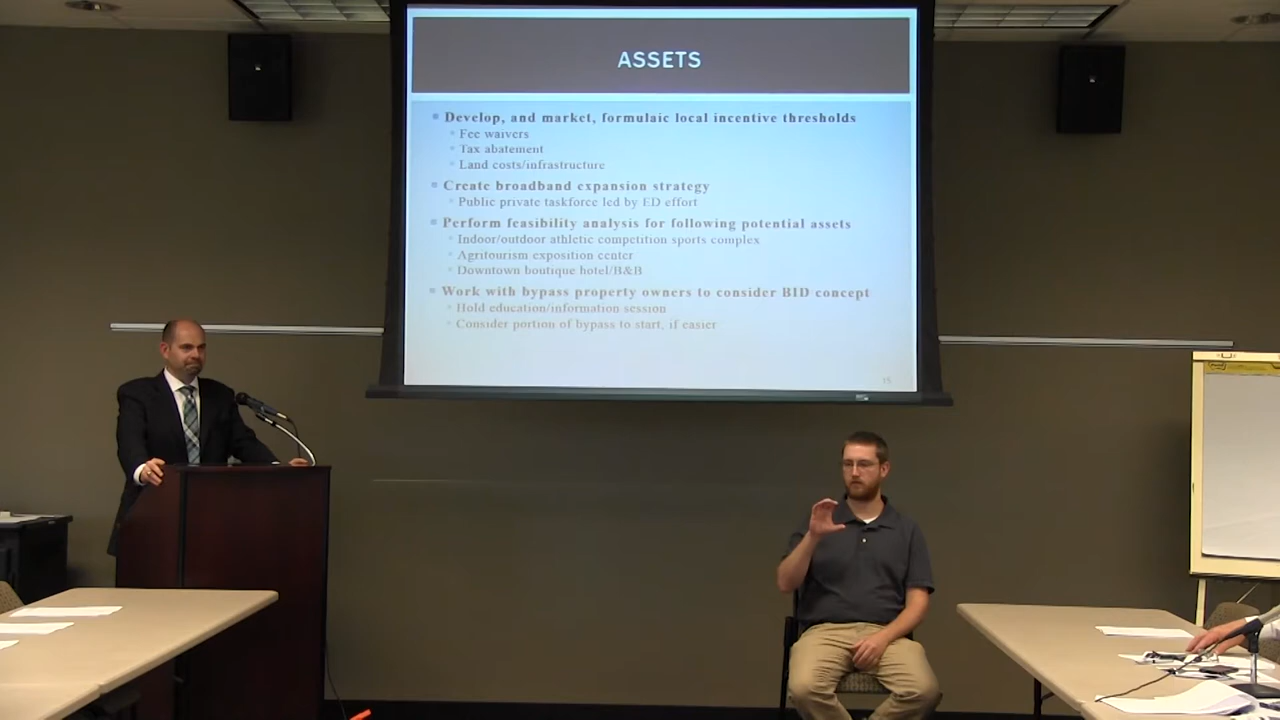 ASSETS
Develop, and market, formulaic local incentive thresholds
Fee waivers
Tax abatement
Land costs/infrastructure
Create broadband expansion strategy
Public private taskforce led by ED effort
Perform feasibility analysis for following potential assets
Indoor/outdoor athletic competition sports complex
Agritourism exposition center
Downtown boutique hotel/B&B
Work with bypass property owners to consider BID concept
Hold education/information session
Consider portion of bypass to start, if easier